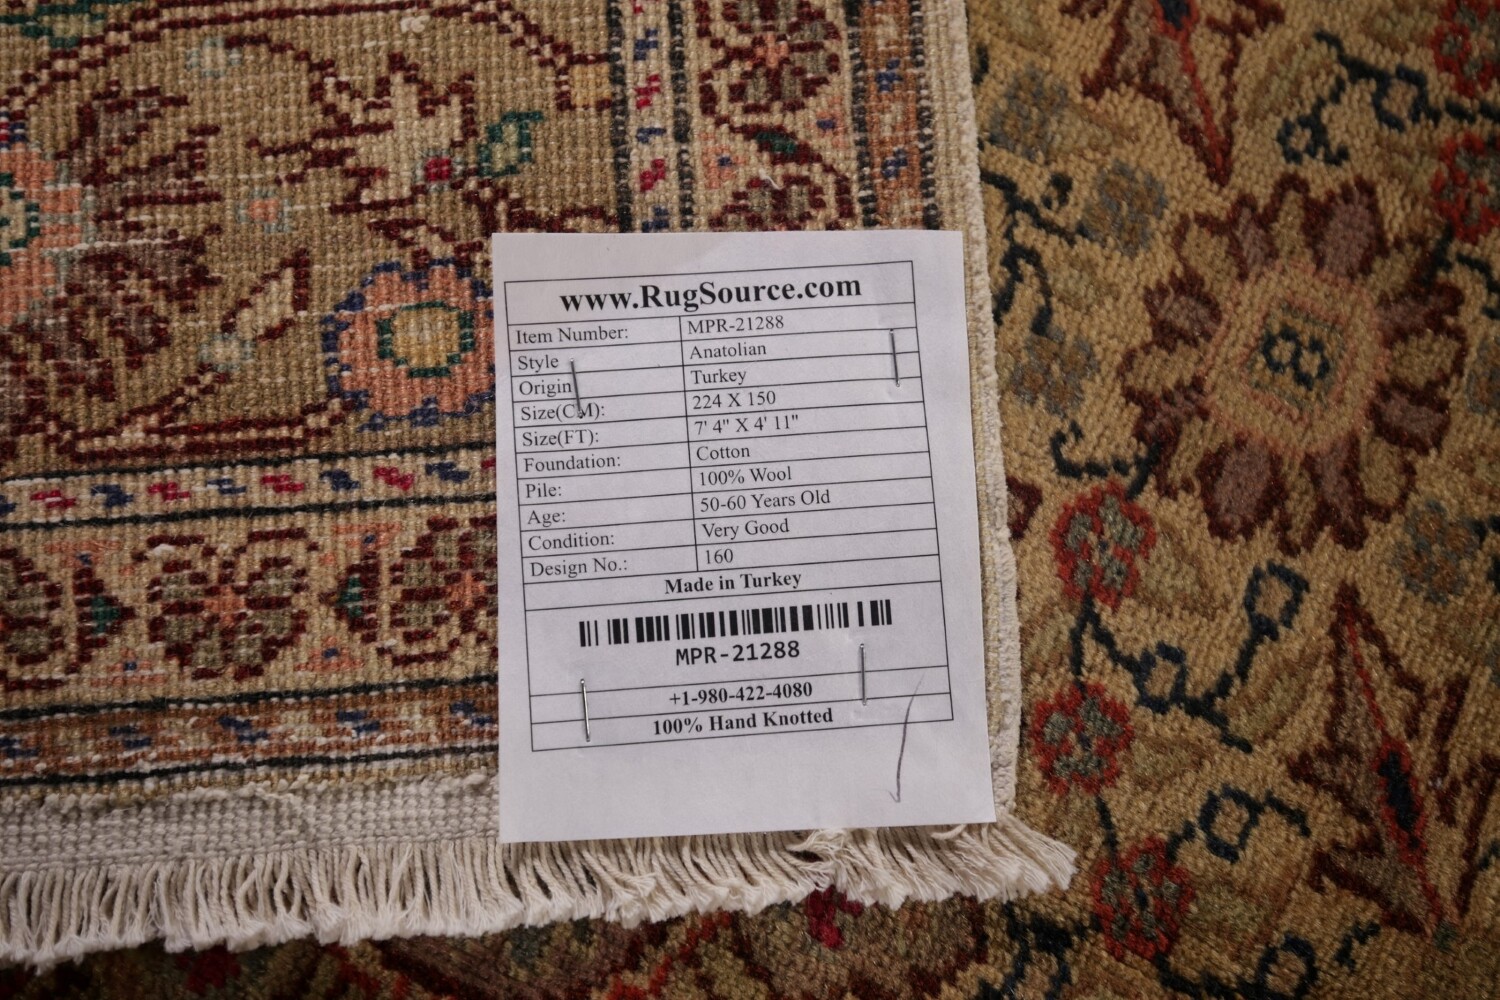 www.RugSource.com
Item Number: MPR-21288
Style Anatolian
Origin Turkey
Size(CM): 224 X 150
Size(FT): 7' 4" X 4' 11"
Foundation: Cotton
Pile: 100% Wool
Age: 50-60 Years Old
Condition: Very Good
Design No.: 160
Made in Turkey
MPR-21288
+1-980-422-4080
100% Hand Knotted